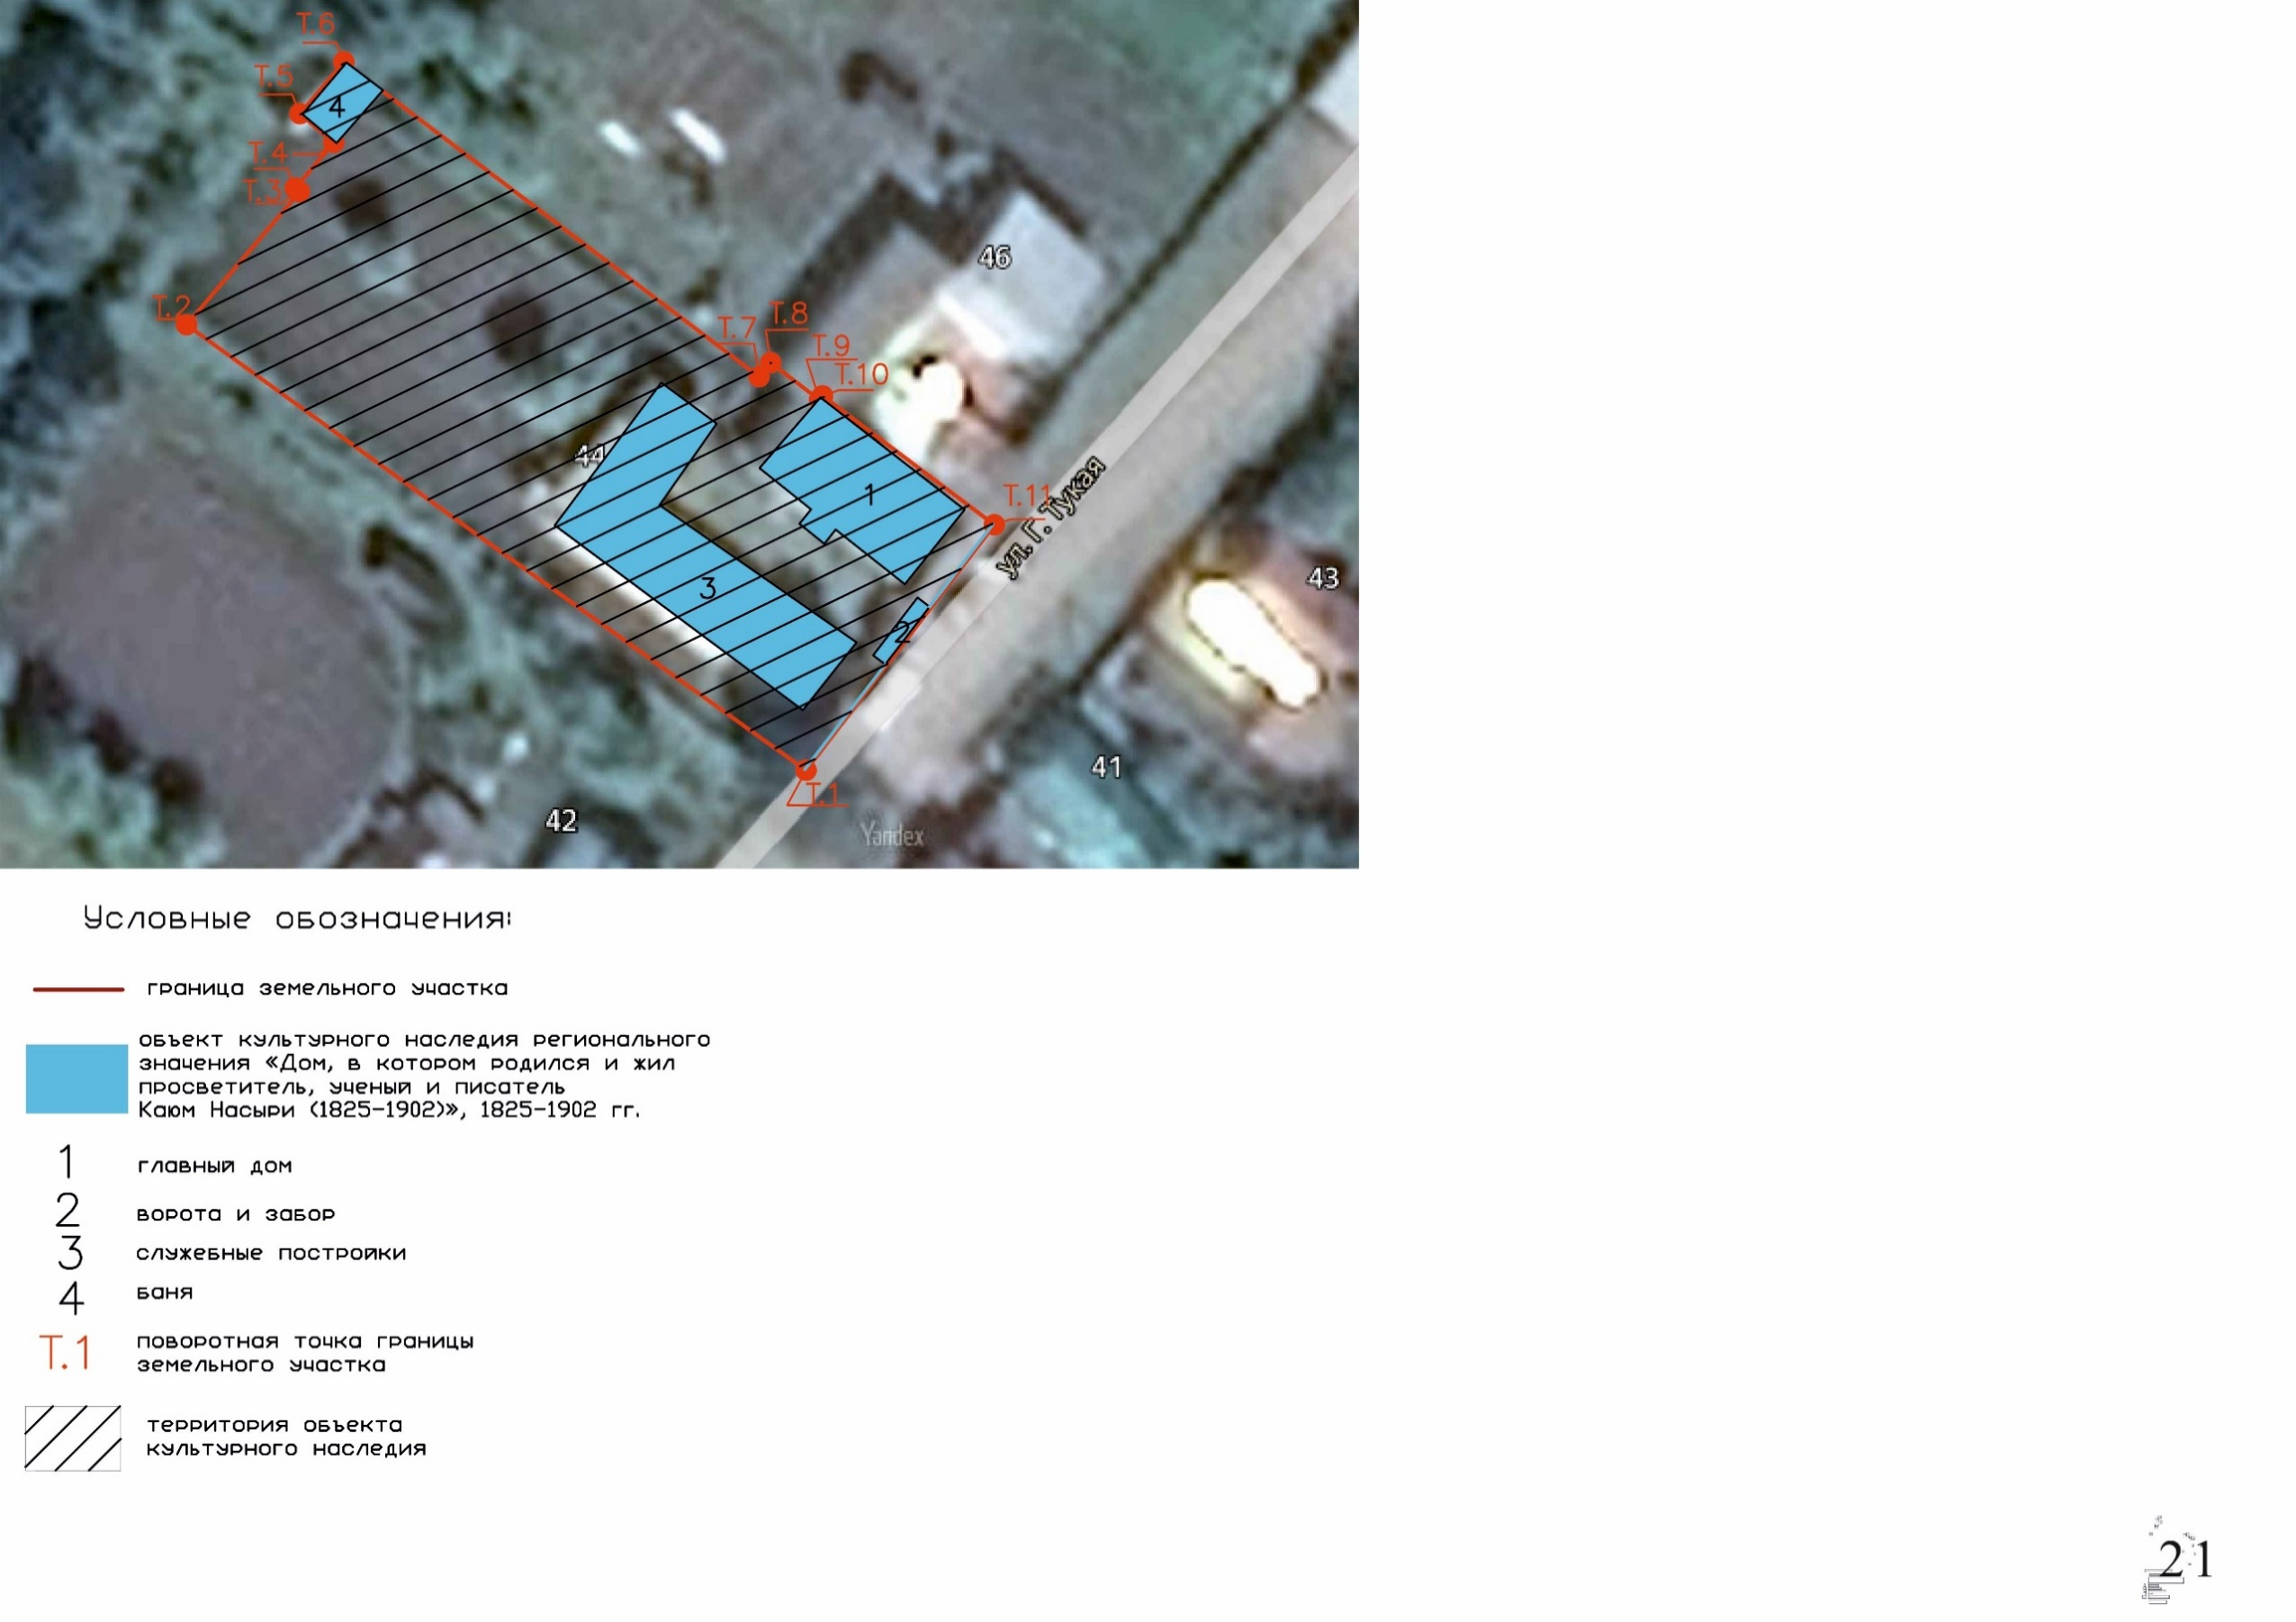 Т.6
Т.5
4
Т.4
Т.3
Т.2
46
Т.8
Т.7
Т.9
Т.10
44
1
Т.11
ул. Г. Тукая
43
3
2
41
Т.1
42
Yandex
Условные обозначения:
граница земельного участка
объект культурного наследия регионального
значения «Дом, в котором родился и жил
просветитель, ученый и писатель
Каюм Насыри (1825-1902)», 1825-1902 гг.
1 главный дом
2 ворота и забор
3 служебные постройки
4 баня
Т.1 поворотная точка границы
земельного участка
территория объекта
культурного наследия
21